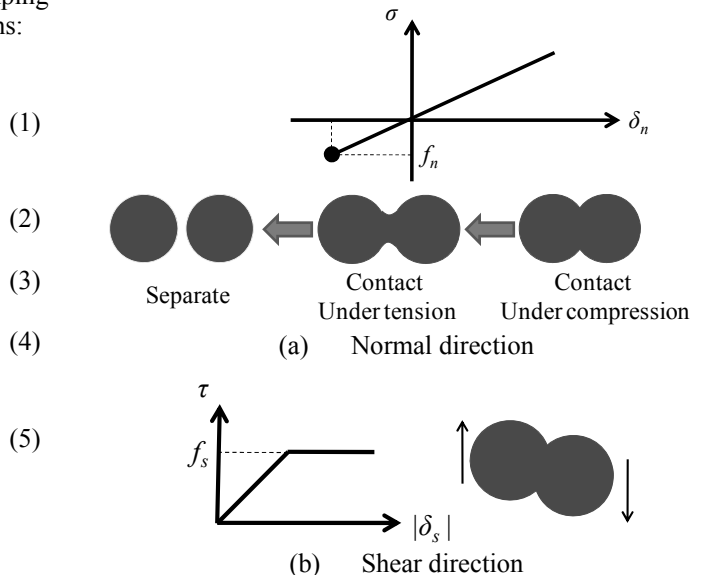 ping
ns:
σ
(1)
δn
fn
(2)
(3)
Separate
Contact
Under tension
Contact
Under compression
(4)
(a) Normal direction
τ
(5)
fs
|δs|
(b) Shear direction